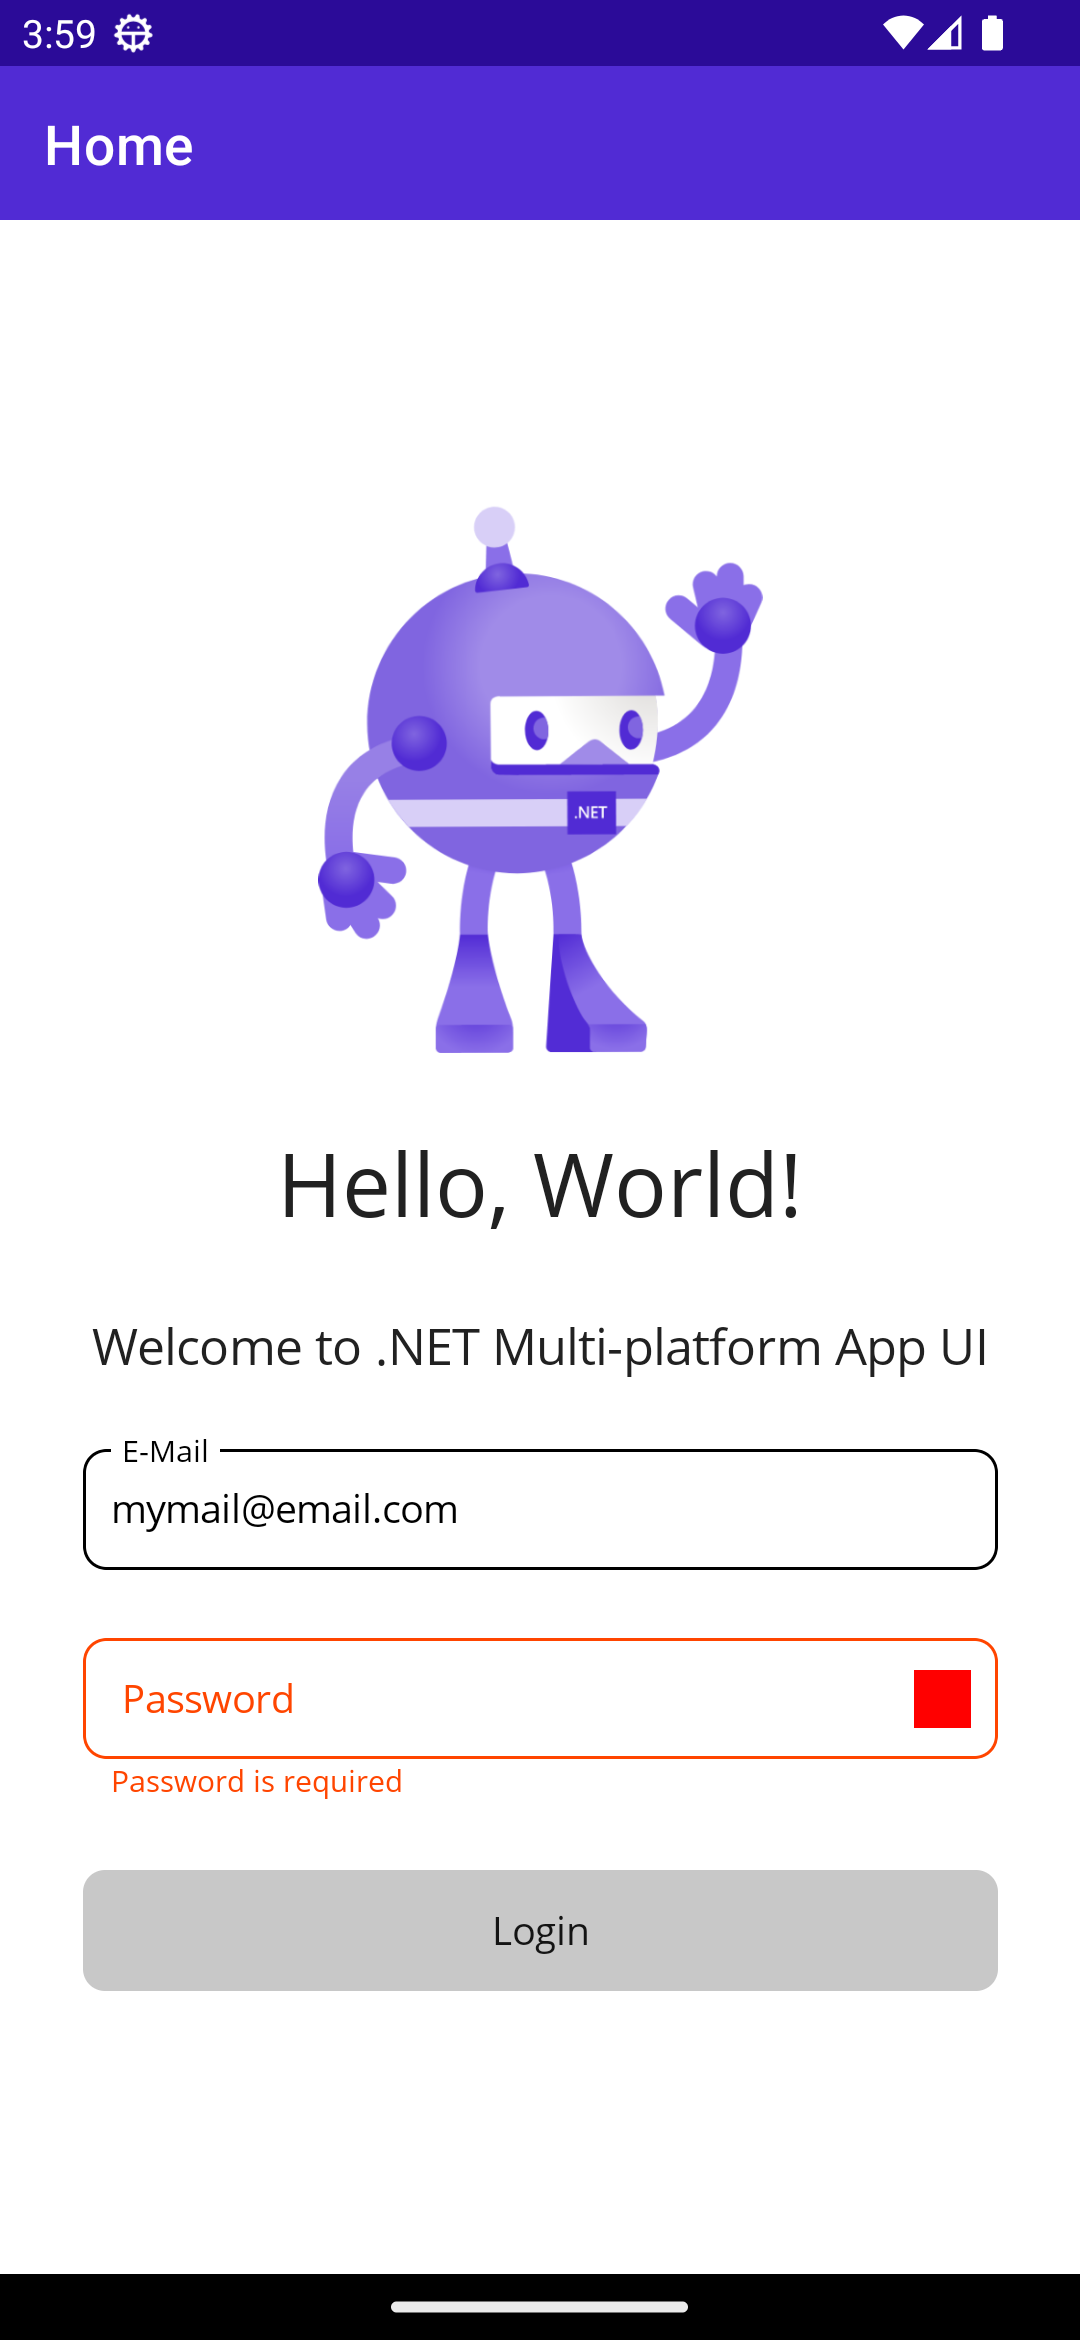 3:59
Home
.NET
Hello, World!
Welcome to .NET Multi-platform App UI
E-Mail
mymail@email.com
Password
Password is required
Login